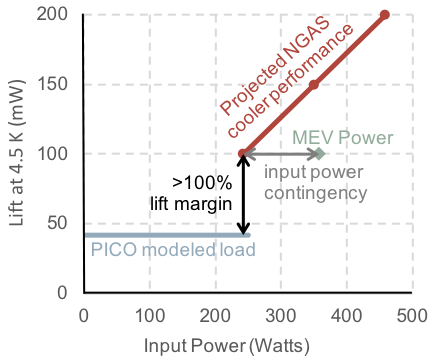 Lift at 4.5 K (mW)
200
150
100
50
0
Projected NGAS
cooler performance
MEV Power
input power
contingency
>100%
lift margin
PICO modeled load
0
100
200
300
400
500
Input Power (Watts)